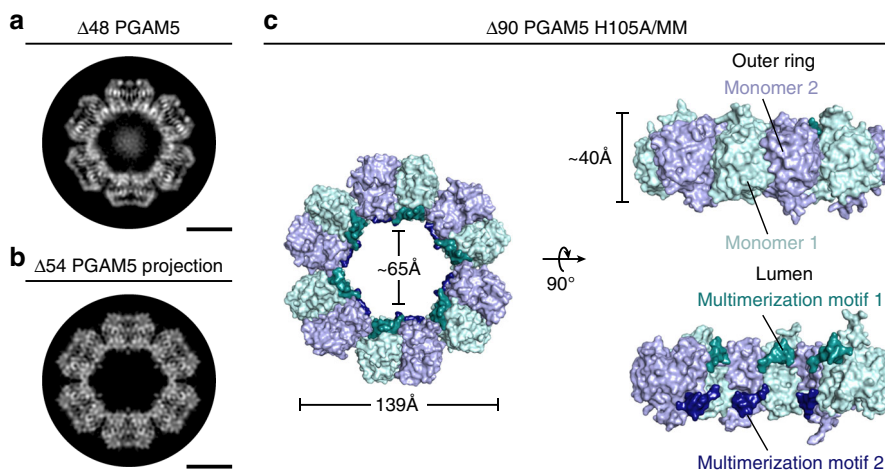 a
Δ48 PGAM5
b
Δ54 PGAM5 projection
c
Δ90 PGAM5 H105A/MM
~65Å
139Å
90°
Outer ring
Monomer 2
~40Å
Monomer 1
Lumen
Multimerization motif 1
Multimerization motif 2